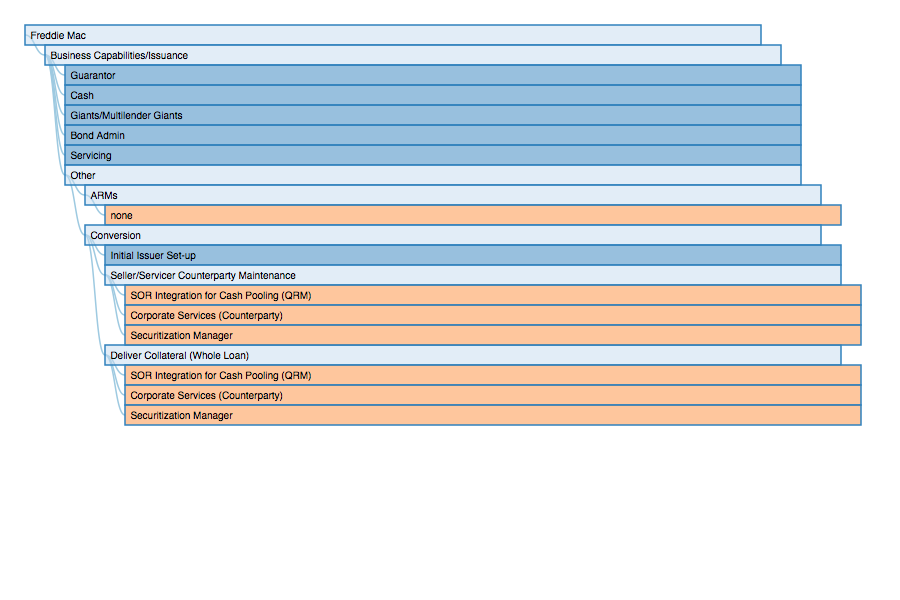 Freddie Mac
Business Capabilities/Issuance
Guarantor
Cash
Giants/Multilender Giants
Bond Admin
Servicing
Other
ARMs
none
Conversion
Initial Issuer Set-up
Seller/Servicer Counterparty Maintenance
SOR Integration for Cash Pooling (QRM)
Corporate Services (Counterparty)
Securitization Manager
Deliver Collateral (Whole Loan)
SOR Integration for Cash Pooling (QRM)
Corporate Services (Counterparty)
Securitization Manager